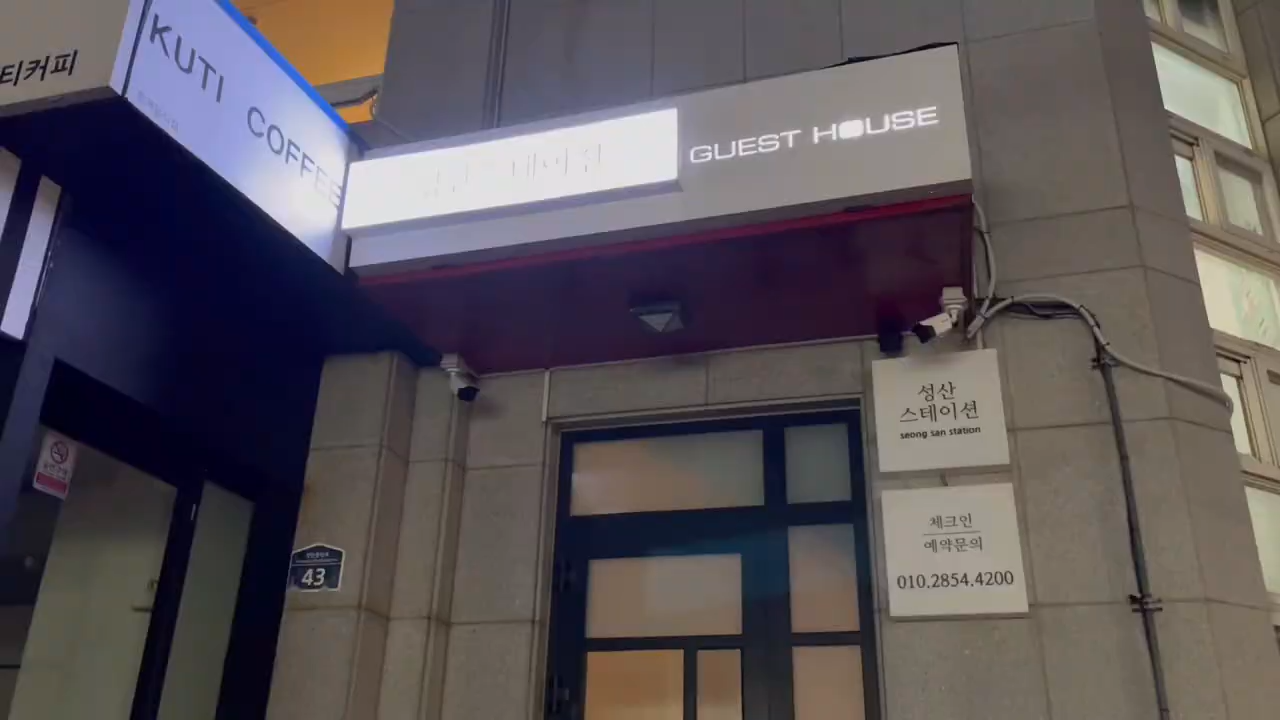 티커피
KUTI COFFEE
GUEST HOUSE
성산
스테이션
seong san station
체크인
예약문의
010.2854.4200
43